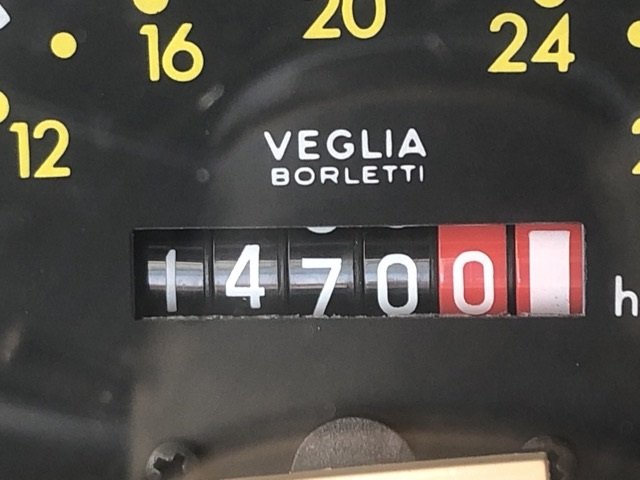 16 20 24
12
VEGLIA
BORLETTI
14700
h